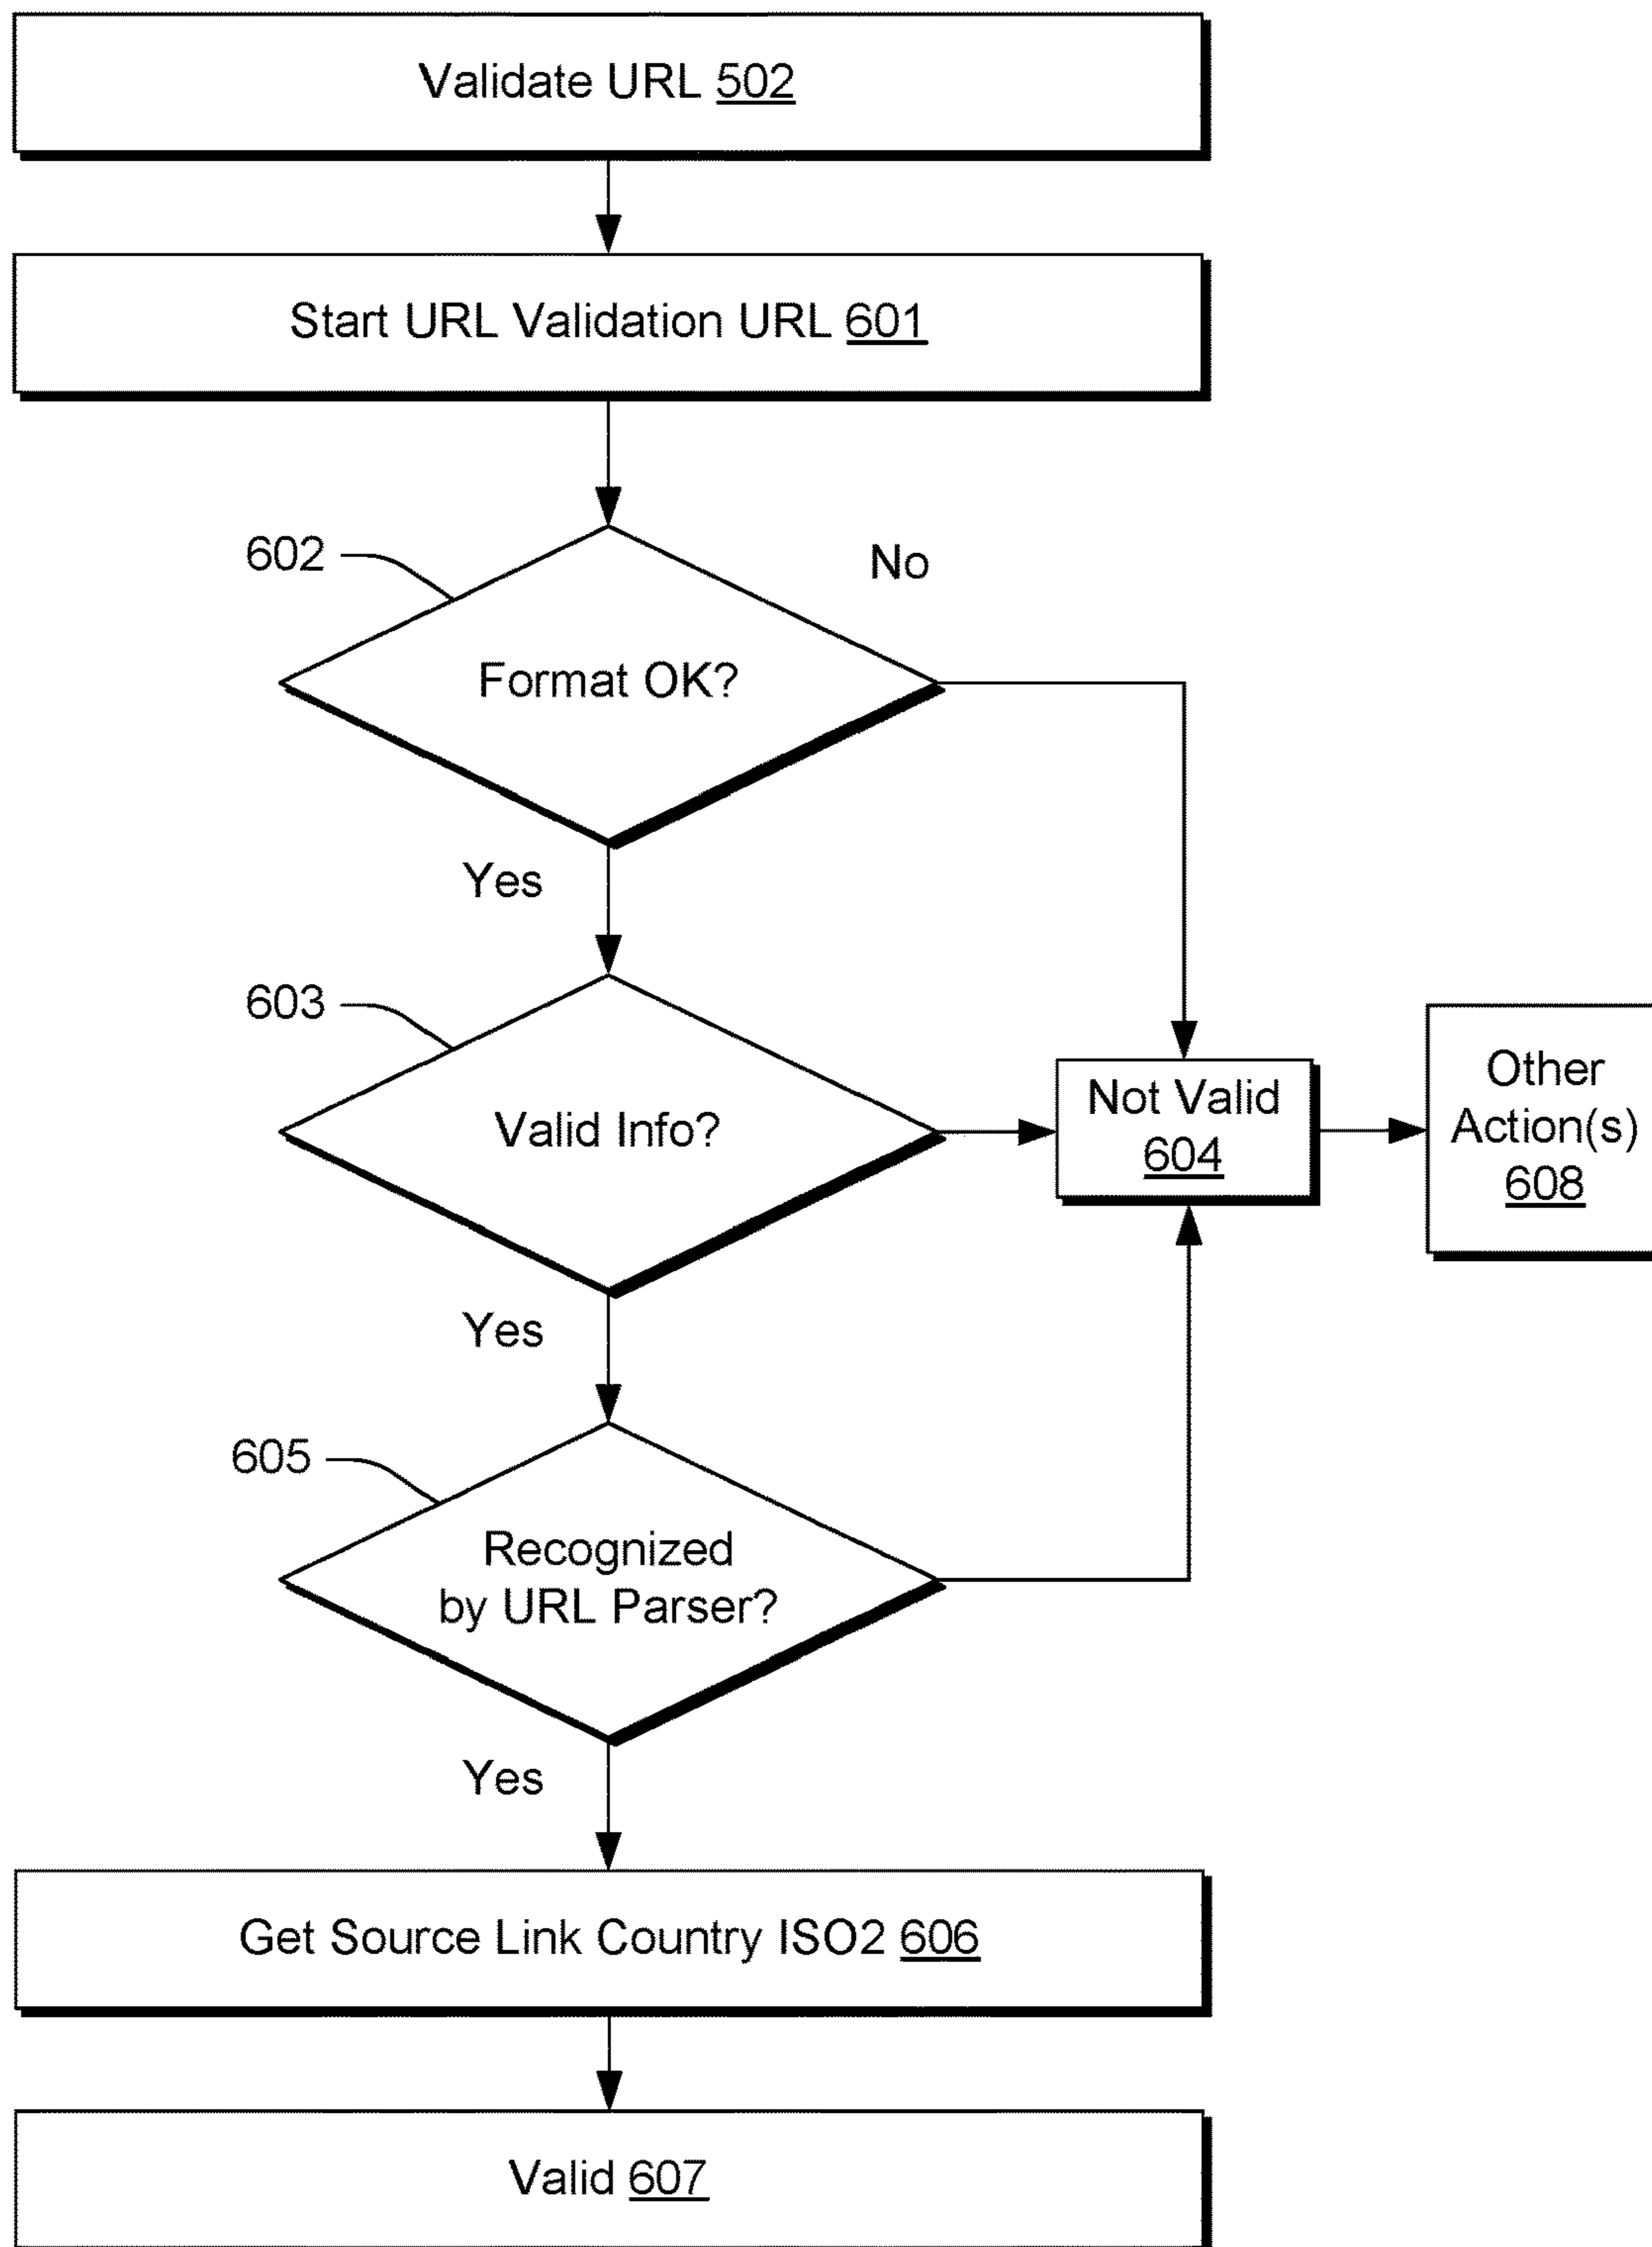 Validate URL 502
Start URL Validation URL 601
602
No
Format OK?
Yes
603
Valid Info?
Not Valid
604
Other
Action(s)
608
Yes
605
Recognized
by URL Parser?
Yes
Get Source Link Country ISO2 606
Valid 607